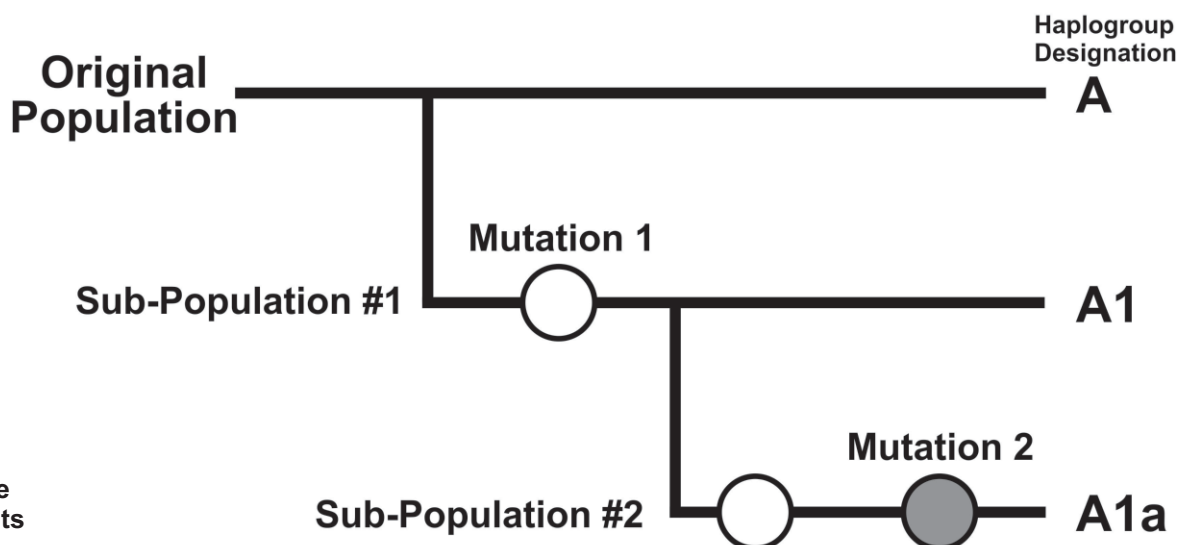 Haplogroup
Designation
Original
Population
A
Mutation 1
Sub-Population #1
A1
Mutation 2
Sub-Population #2
A1a